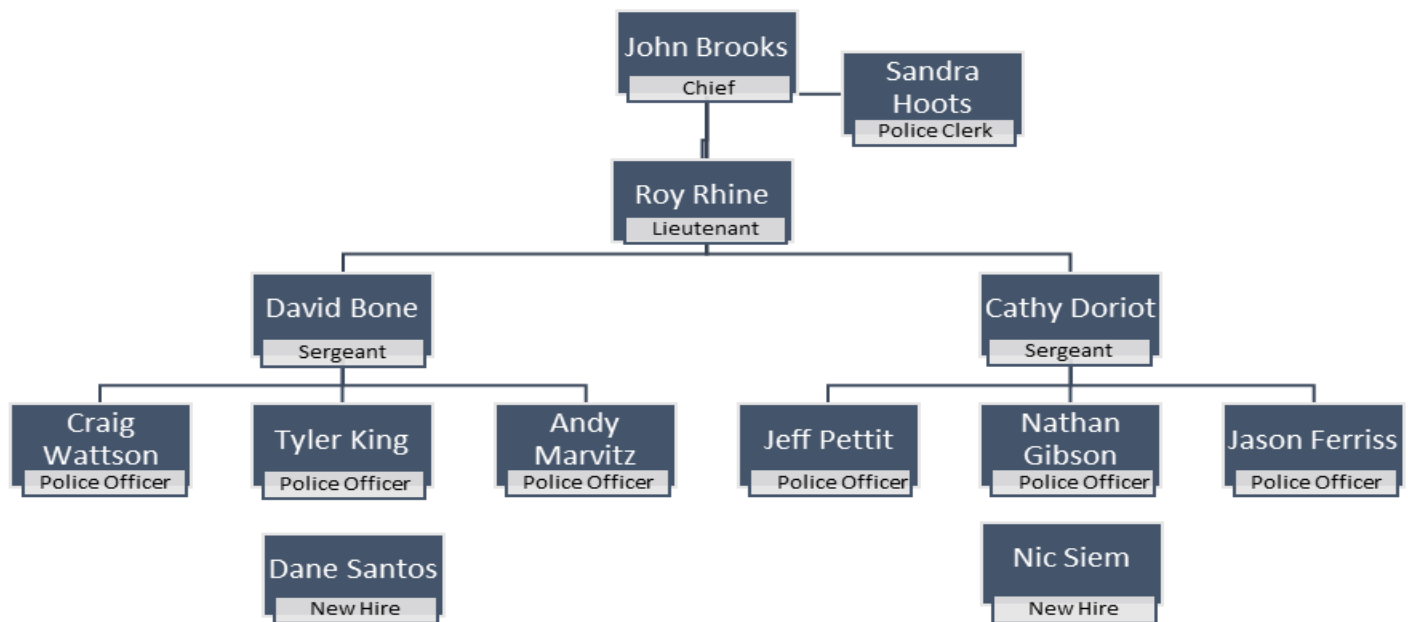 John Brooks
Chief
Sandra
Hoots
Police Clerk
Roy Rhine
Lieutenant
David Bone
Sergeant
Cathy Doriot
Sergeant
Craig
Wattson
Police Officer
Tyler King
Police Officer
Andy
Marvitz
Police Officer
Jeff Pettit
Police Officer
Nathan
Gibson
Police Officer
Jason Ferriss
Police Officer
Dane Santos
New Hire
Nic Siem
New Hire